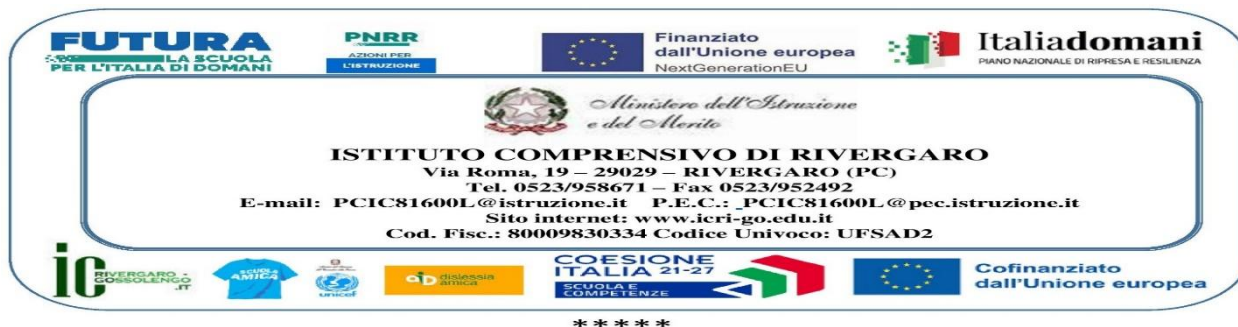 FUTURA
LA SCUOLA
PER L'ITALIA DI DOMANI
PNRR
AZIONI PER
L'ISTRUZIONE
Finanziato
dall'Unione europea
NextGenerationEU
Italiadomani
PIANO NAZIONALE DI RIPRESA E RESILIENZA
Ministero dell'Istruzione
e del Merito
ISTITUTO COMPRENSIVO DI RIVERGARO
Via Roma, 19 – 29029 – RIVERGARO (PC)
Tel. 0523/958671 – Fax 0523/952492
E-mail: PCIC81600L@istruzione.it P.E.C.: PCIC81600L@pec.istruzione.it
Sito internet: www.icri-go.edu.it
Cod. Fisc.: 80009830334 Codice Univoco: UFSAD2
ic
RIVERGARO -
GOSSOLENGO
.IT
SCUOLA
AMICA
unicef
aid dislessia
amica
COESIONE
ITALIA 21-27
SCUOLA E
COMPETENZE
Cofinanziato
dall'Unione europea
*****